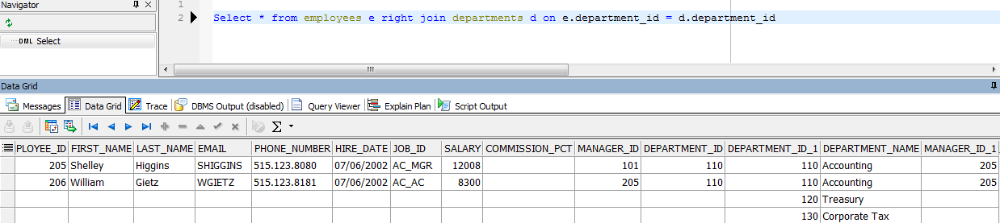 Navigator
1
2 Select * from employees e right join departments d on e.department_id = d.department_id
DML Select
Data Grid
Messages Data Grid Trace DBMS Output (disabled) Query Viewer Explain Plan Script Output
PLOYEE_ID FIRST_NAME LAST_NAME EMAIL PHONE_NUMBER HIRE_DATE JOB_ID SALARY COMMISSION_PCT MANAGER_ID DEPARTMENT_ID DEPARTMENT_ID_1 DEPARTMENT_NAME MANAGER_ID_1
205 Shelley Higgins SHIGGINS 515.123.8080 07/06/2002 AC_MGR 12008 101 110 110 Accounting 205
206 William Gietz WGIETZ 515.123.8181 07/06/2002 AC_AC 8300 205 110 110 Accounting 205
120 Treasury
130 Corporate Tax